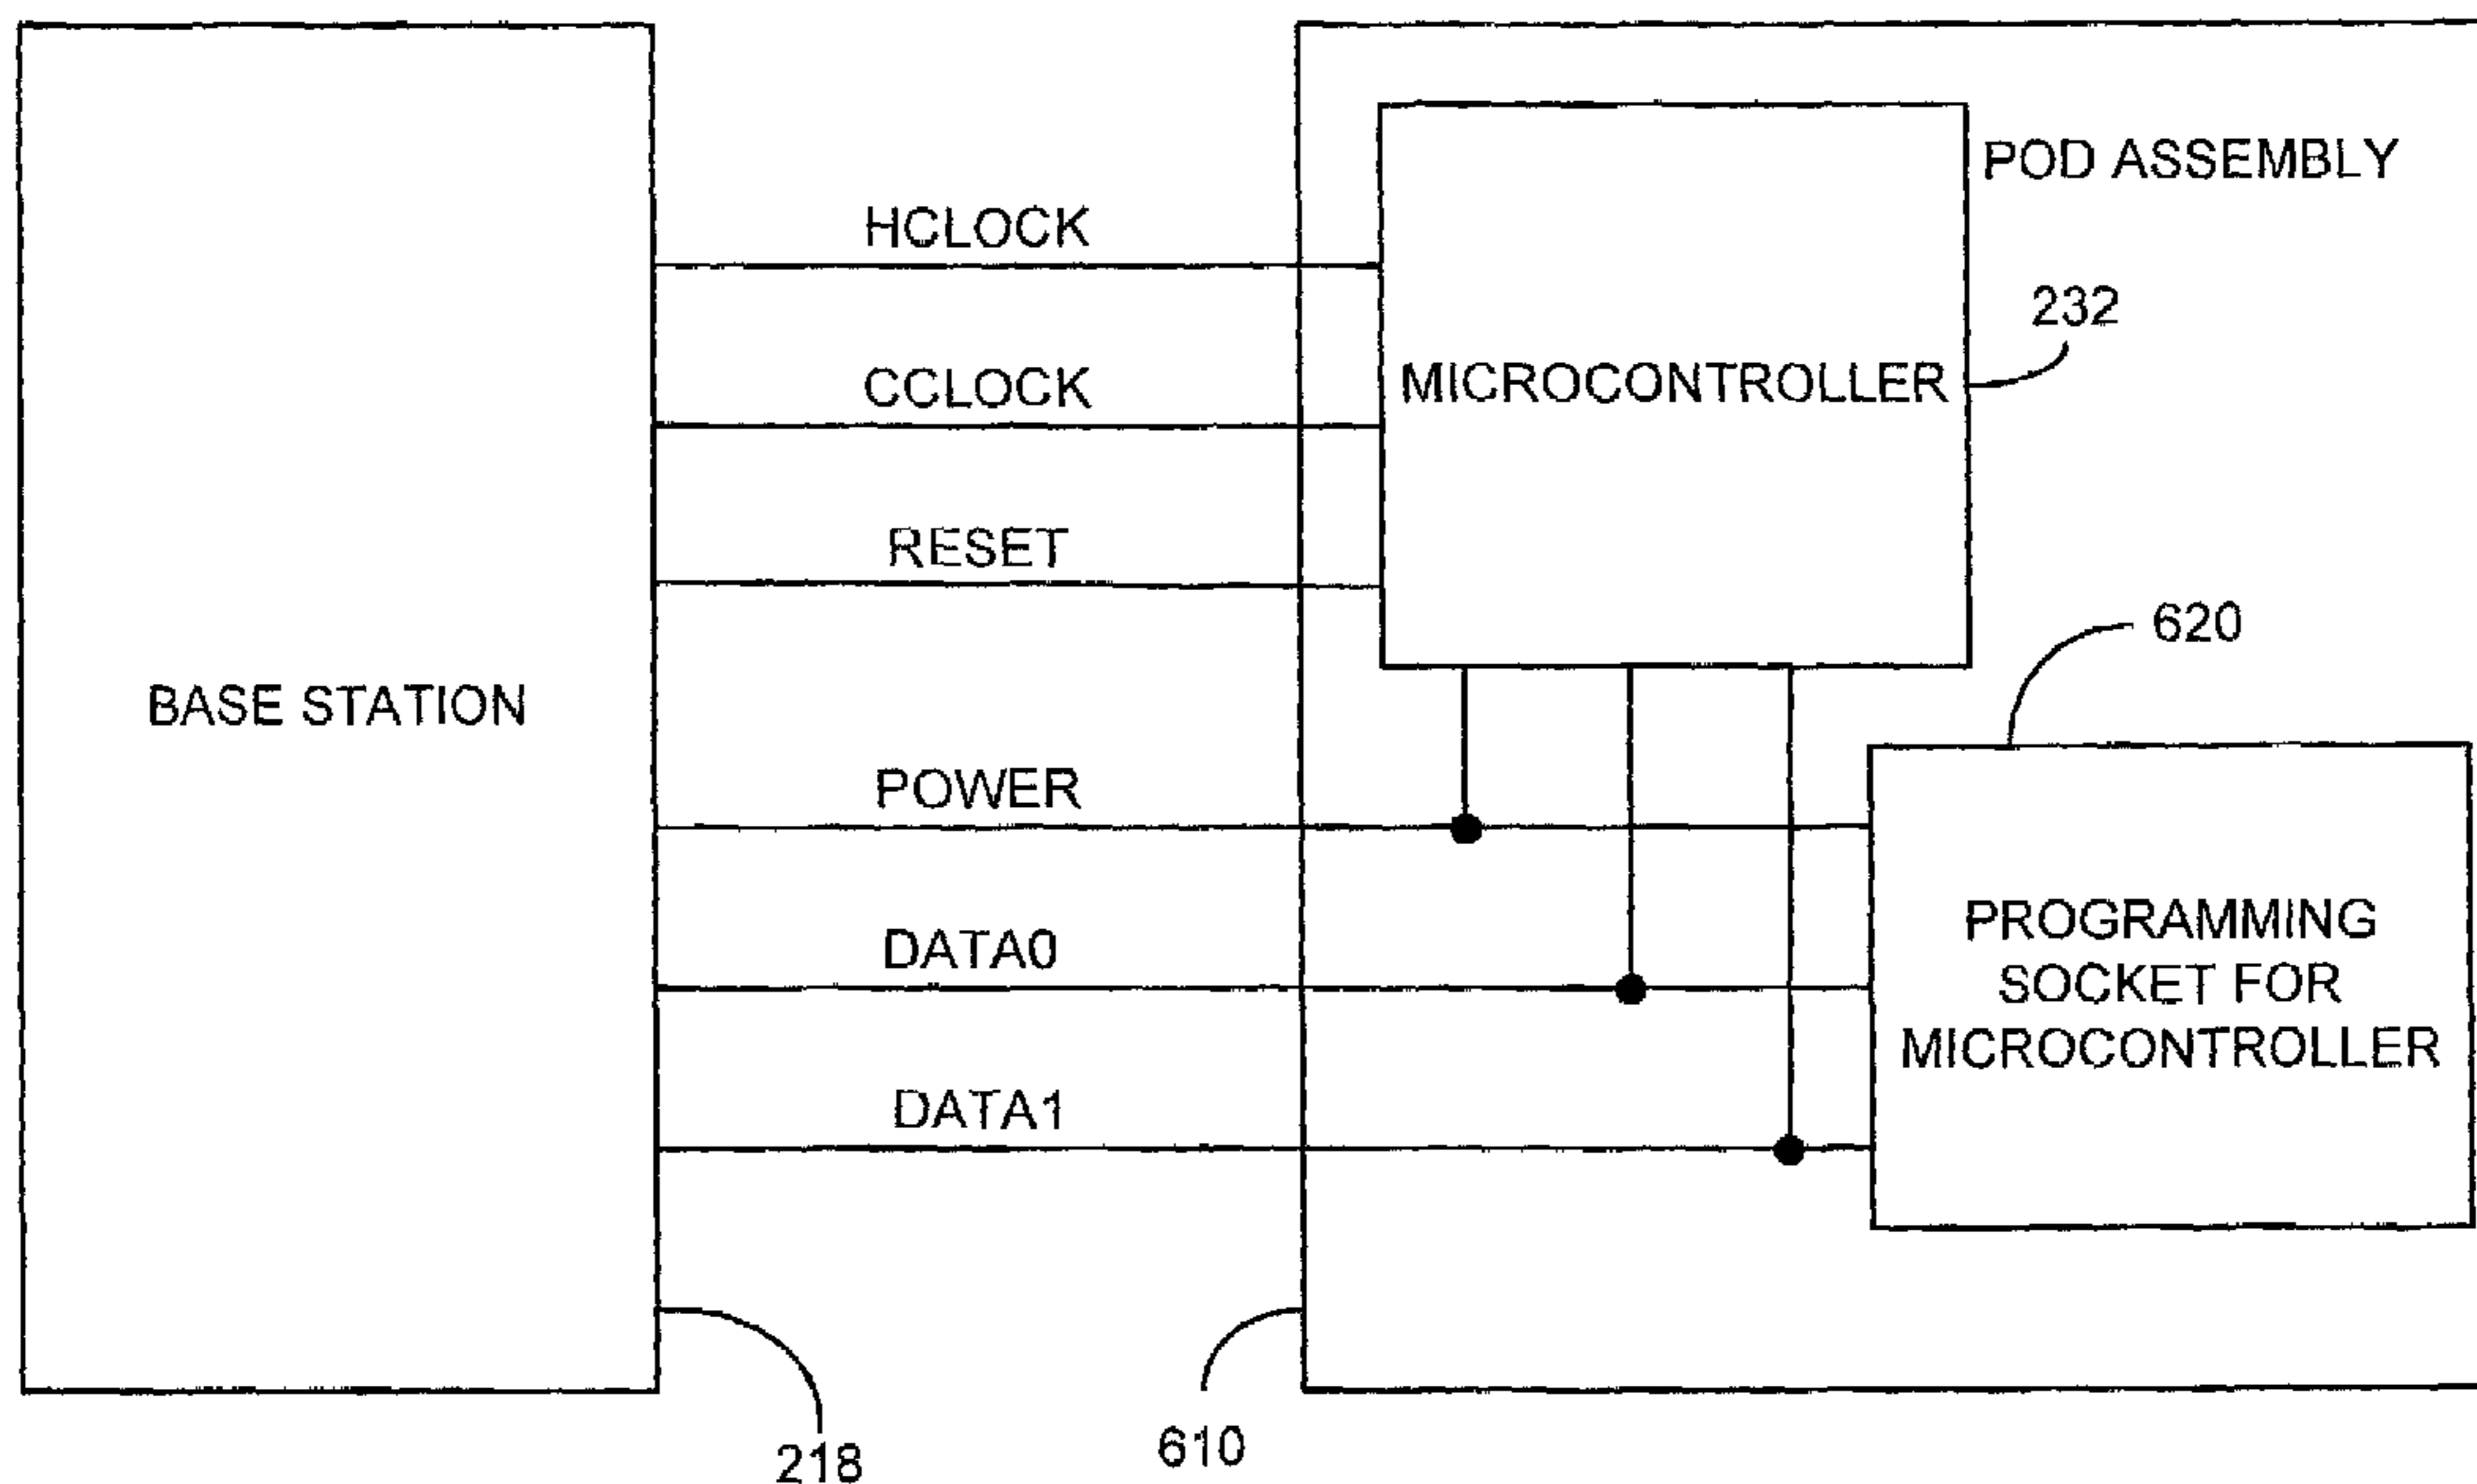 POD ASSEMBLY
HCLOCK
232
CCLOCK
MICROCONTROLLER
RESET
620
BASE STATION
POWER
PROGRAMMING
SOCKET FOR
MICROCONTROLLER
DATA0
DATA1
218
610